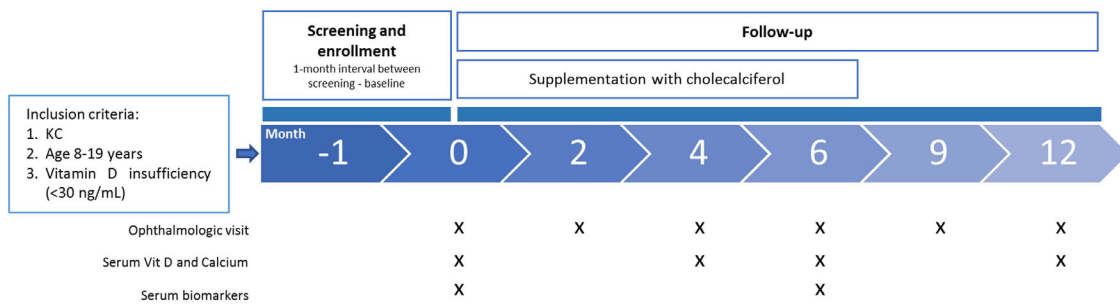 Screening and
enrollment
1-month interval between
screening - baseline
Follow-up
Supplementation with cholecalciferol
Inclusion criteria:
1. KC
2. Age 8-19 years
3. Vitamin D insufficiency
(<30 ng/mL)
Month
-1 0 2 4 6 9 12
Ophthalmologic visit X X X X X X
Serum Vit D and Calcium X X X X
Serum biomarkers X X